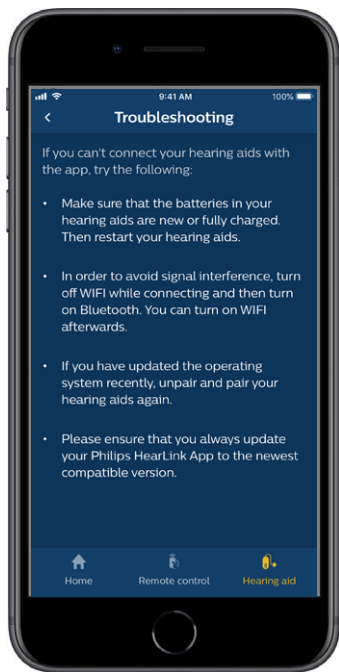 9:41 AM
100%
Troubleshooting
If you can't connect your hearing aids with
the app, try the following:
• Make sure that the batteries in your
hearing aids are new or fully charged.
Then restart your hearing aids.
• In order to avoid signal interference, turn
off WIFI while connecting and then turn
on Bluetooth. You can turn on WIFI
afterwards.
• If you have updated the operating
system recently, unpair and pair your
hearing aids again.
• Please ensure that you always update
your Philips HearLink App to the newest
compatible version.
Home
Remote control
Hearing aid